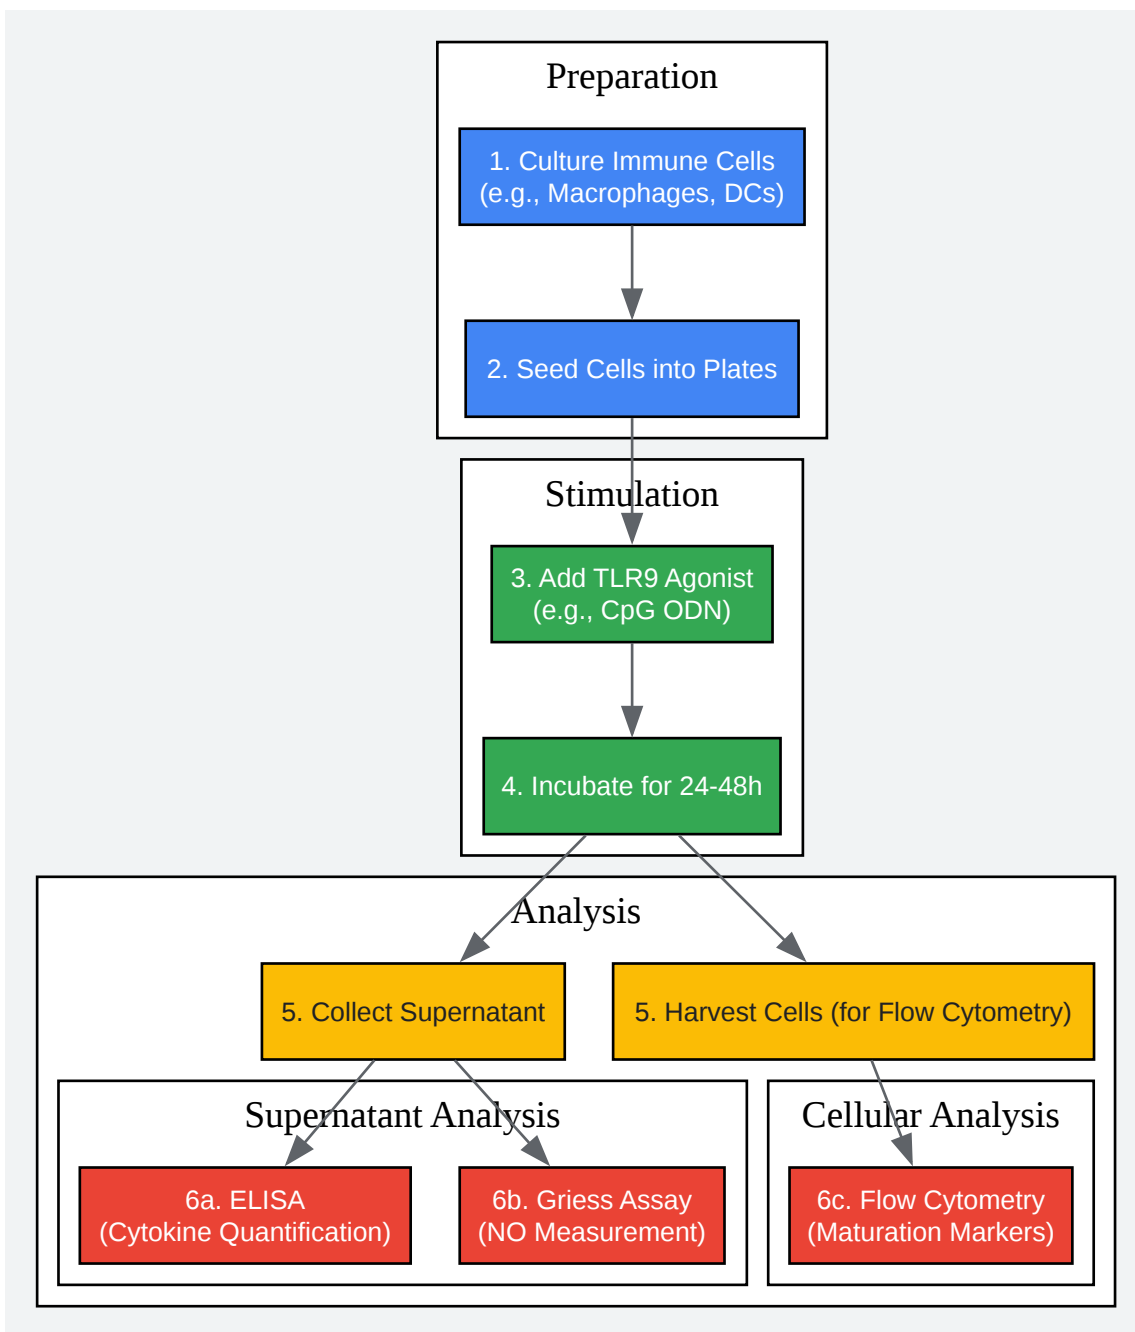 Preparation
1. Culture Immune Cells
(e.g., Macrophages, DCs)
2. Seed Cells into Plates
Stimulation
3. Add TLR9 Agonist
(e.g., CpG ODN)
4. Incubate for 24-48h
Analysis
5. Collect Supernatant
5. Harvest Cells (for Flow Cytometry)
Supernatant Analysis
6a. ELISA
(Cytokine Quantification)
6b. Griess Assay
(NO Measurement)
Cellular Analysis
6c. Flow Cytometry
(Maturation Markers)